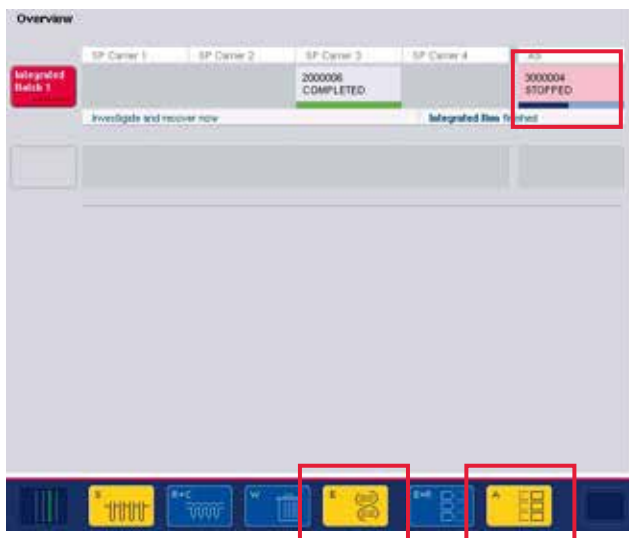 Overview
SP Carrier 1 SP Carrier 2 SP Carrier 3 SP Carrier 4 AS
Integrated
Batch 1
2000006
COMPLETED
3000004
STOPPED
Investigate and recover now
Integrated Run finished
S
R+C
W
E
E+R
A